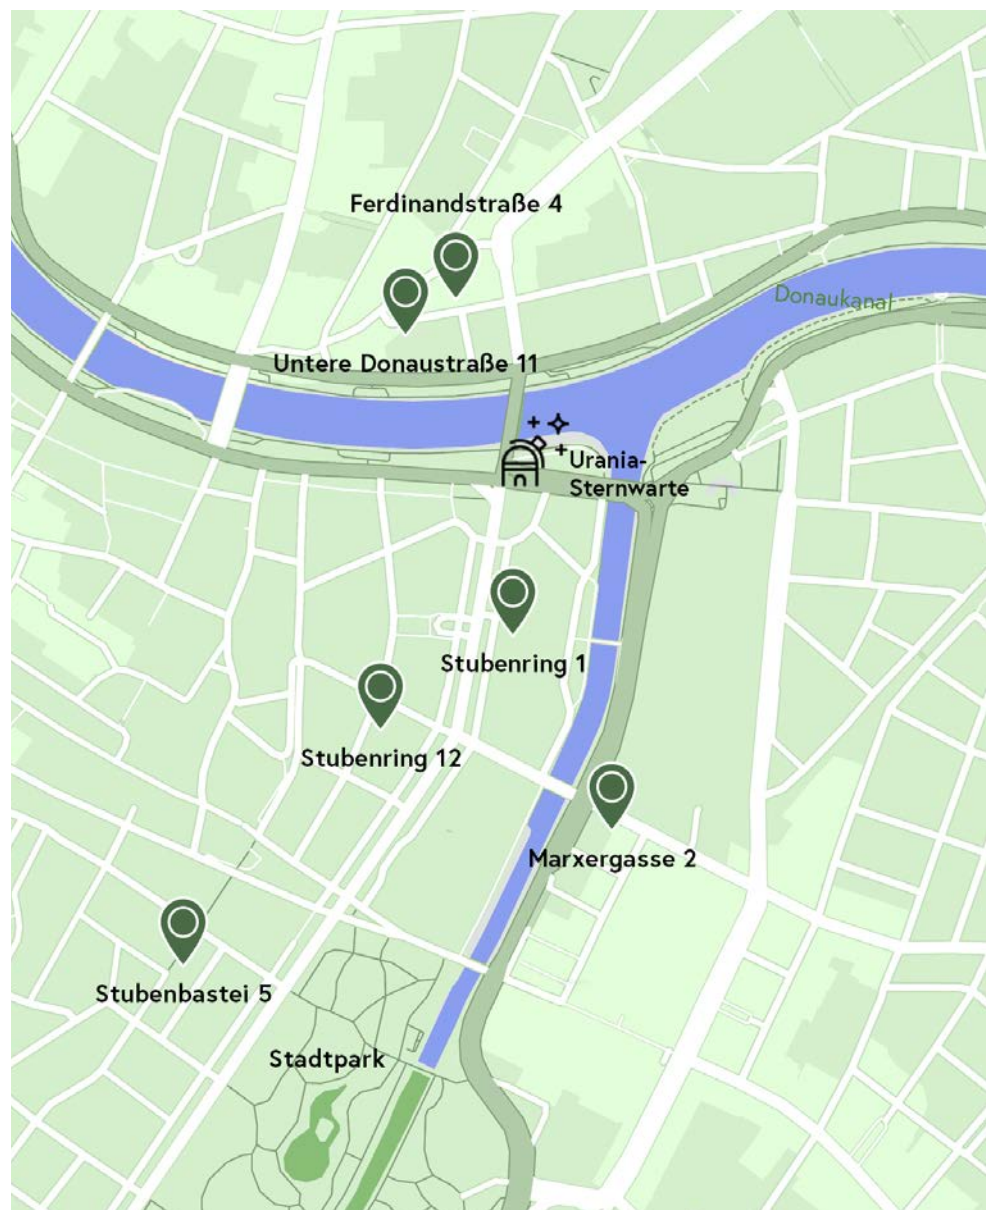 Ferdinandstraße 4
Donaukanal
Untere Donaustraße 11
Urania-
Sternwarte
Stubenring 1
Stubenring 12
Marxergasse 2
Stubenbastei 5
Stadtpark